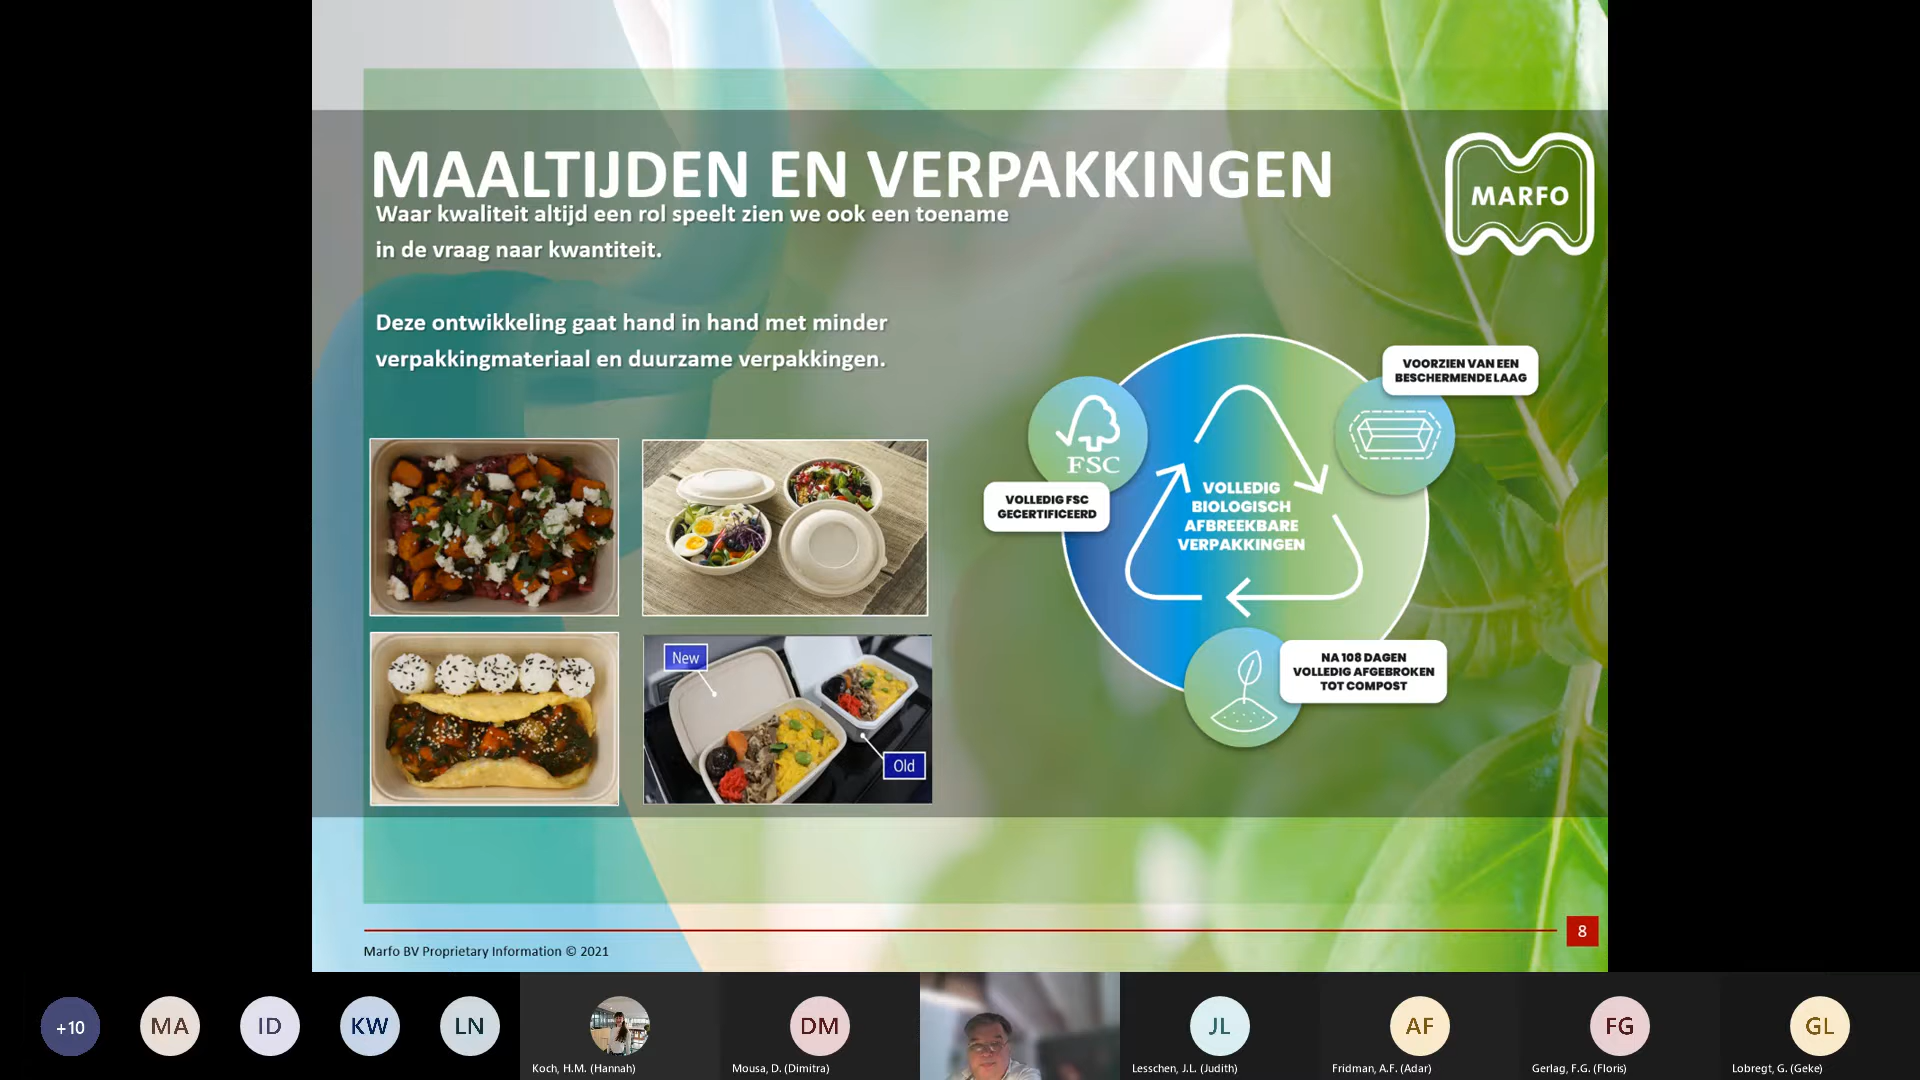 MAALTIJDEN EN VERPAKKINGEN
Waar kwaliteit altijd een rol speelt zien we ook een toename
in de vraag naar kwantiteit.
Deze ontwikkeling gaat hand in hand met minder
verpakkingmateriaal en duurzame verpakkingen.
MARFO
VOORZIEN VAN EEN
BESCHERMENDE LAAG
FSC
VOLLEDIG FSC
GECERTIFICEERD
VOLLEDIG
BIOLOGISCH
AFBREEKBARE
VERPAKKINGEN
NA 108 DAGEN
VOLLEDIG AFGEBROKEN
TOT COMPOST
New
Old
Marfo BV Proprietary Information © 2021
8
+10
MA
ID
KW
LN
Koch, H.M. (Hannah)
DM
Mousa, D. (Dimitra)
JL
Lesschen, J.L. (Judith)
AF
Fridman, A.F. (Adar)
FG
Gerlag, F.G. (Floris)
GL
Lobregt, G. (Geke)